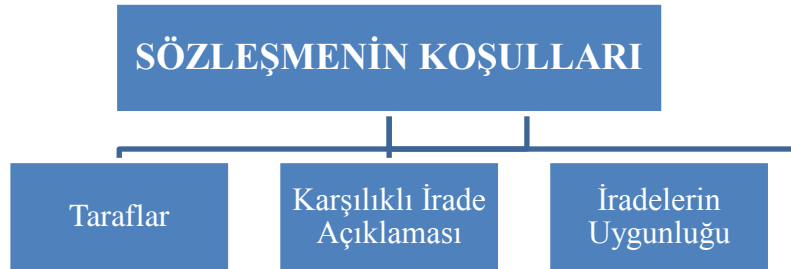 SÖZLEŞMENİN KOŞULLARI
Taraflar
Karşılıklı İrade
Açıklaması
İradelerin
Uygunluğu